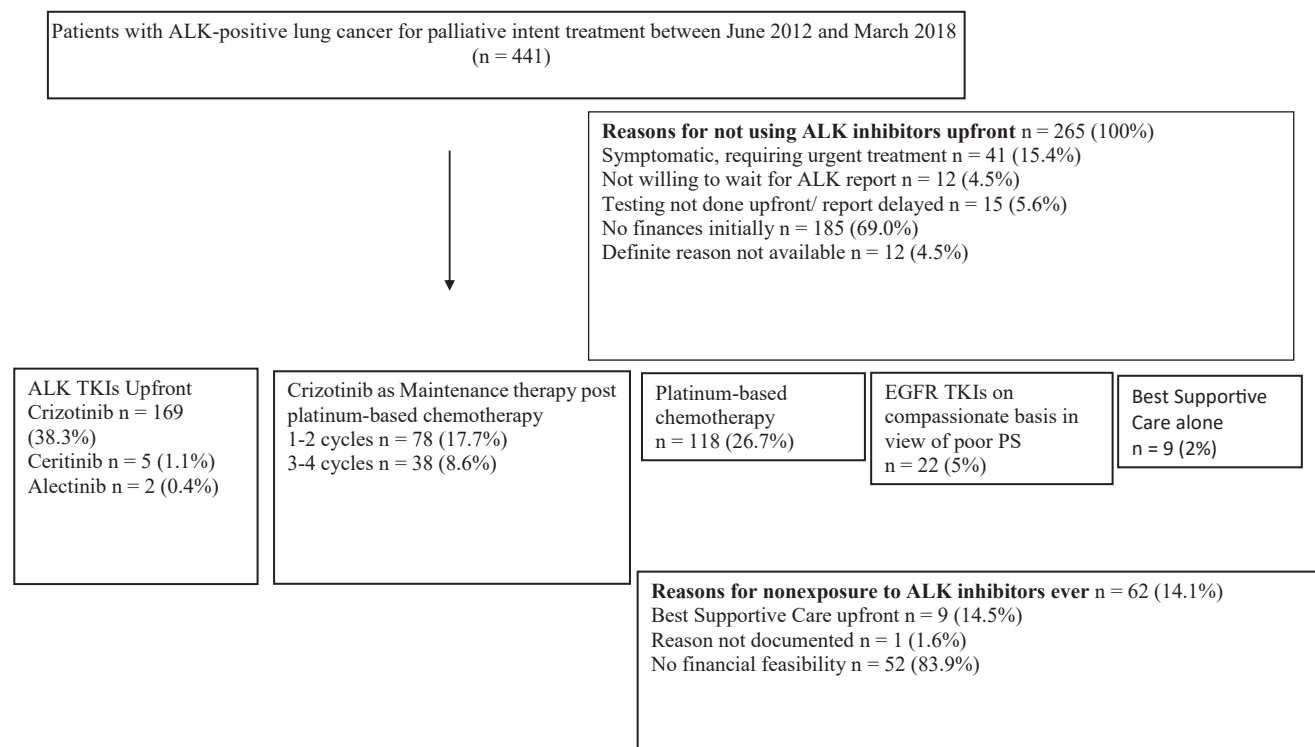 Patients with ALK-positive lung cancer for palliative intent treatment between June 2012 and March 2018
(n = 441)
Reasons for not using ALK inhibitors upfront n = 265 (100%)
Symptomatic, requiring urgent treatment n = 41 (15.4%)
Not willing to wait for ALK report n = 12 (4.5%)
Testing not done upfront/ report delayed n = 15 (5.6%)
No finances initially n = 185 (69.0%)
Definite reason not available n = 12 (4.5%)
ALK TKIs Upfront
Crizotinib n = 169
(38.3%)
Ceritinib n = 5 (1.1%)
Alectinib n = 2 (0.4%)
Crizotinib as Maintenance therapy post
platinum-based chemotherapy
1-2 cycles n = 78 (17.7%)
3-4 cycles n = 38 (8.6%)
Platinum-based
chemotherapy
n = 118 (26.7%)
EGFR TKIs on
compassionate basis in
view of poor PS
n = 22 (5%)
Best Supportive
Care alone
n = 9 (2%)
Reasons for nonexposure to ALK inhibitors ever n = 62 (14.1%)
Best Supportive Care upfront n = 9 (14.5%)
Reason not documented n = 1 (1.6%)
No financial feasibility n = 52 (83.9%)